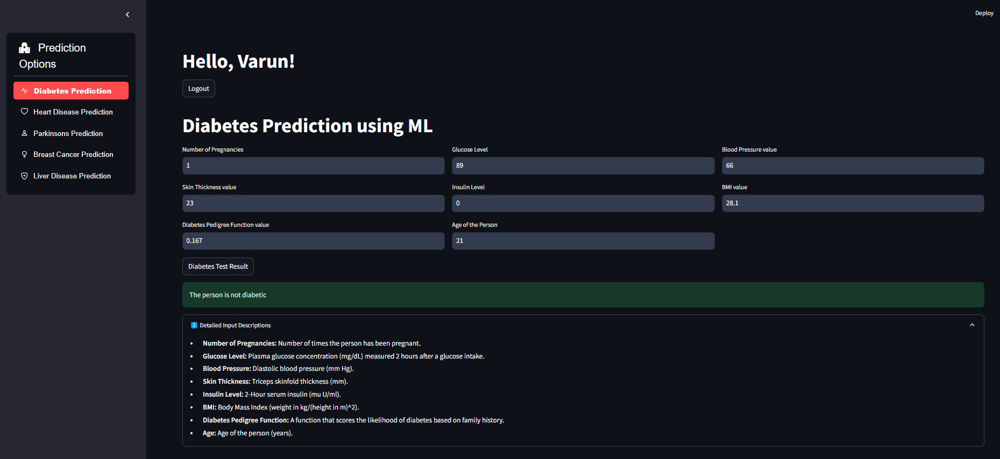 Deploy
Prediction
Options
Diabetes Prediction
Heart Disease Prediction
Parkinsons Prediction
Breast Cancer Prediction
Liver Disease Prediction
Hello, Varun!
Logout
Diabetes Prediction using ML
Number of Pregnancies
Glucose Level
Blood Pressure value
1
89
66
Skin Thickness value
Insulin Level
BMI value
23
0
28.1
Diabetes Pedigree Function value
Age of the Person
0.167
21
Diabetes Test Result
The person is not diabetic
Detailed Input Descriptions
Number of Pregnancies: Number of times the person has been pregnant.
Glucose Level: Plasma glucose concentration (mg/dL) measured 2 hours after a glucose intake.
Blood Pressure: Diastolic blood pressure (mm Hg).
Skin Thickness: Triceps skinfold thickness (mm).
Insulin Level: 2-Hour serum insulin (mu U/ml).
BMI: Body Mass Index (weight in kg/(height in m)^2).
Diabetes Pedigree Function: A function that scores the likelihood of diabetes based on family history.
Age: Age of the person (years).